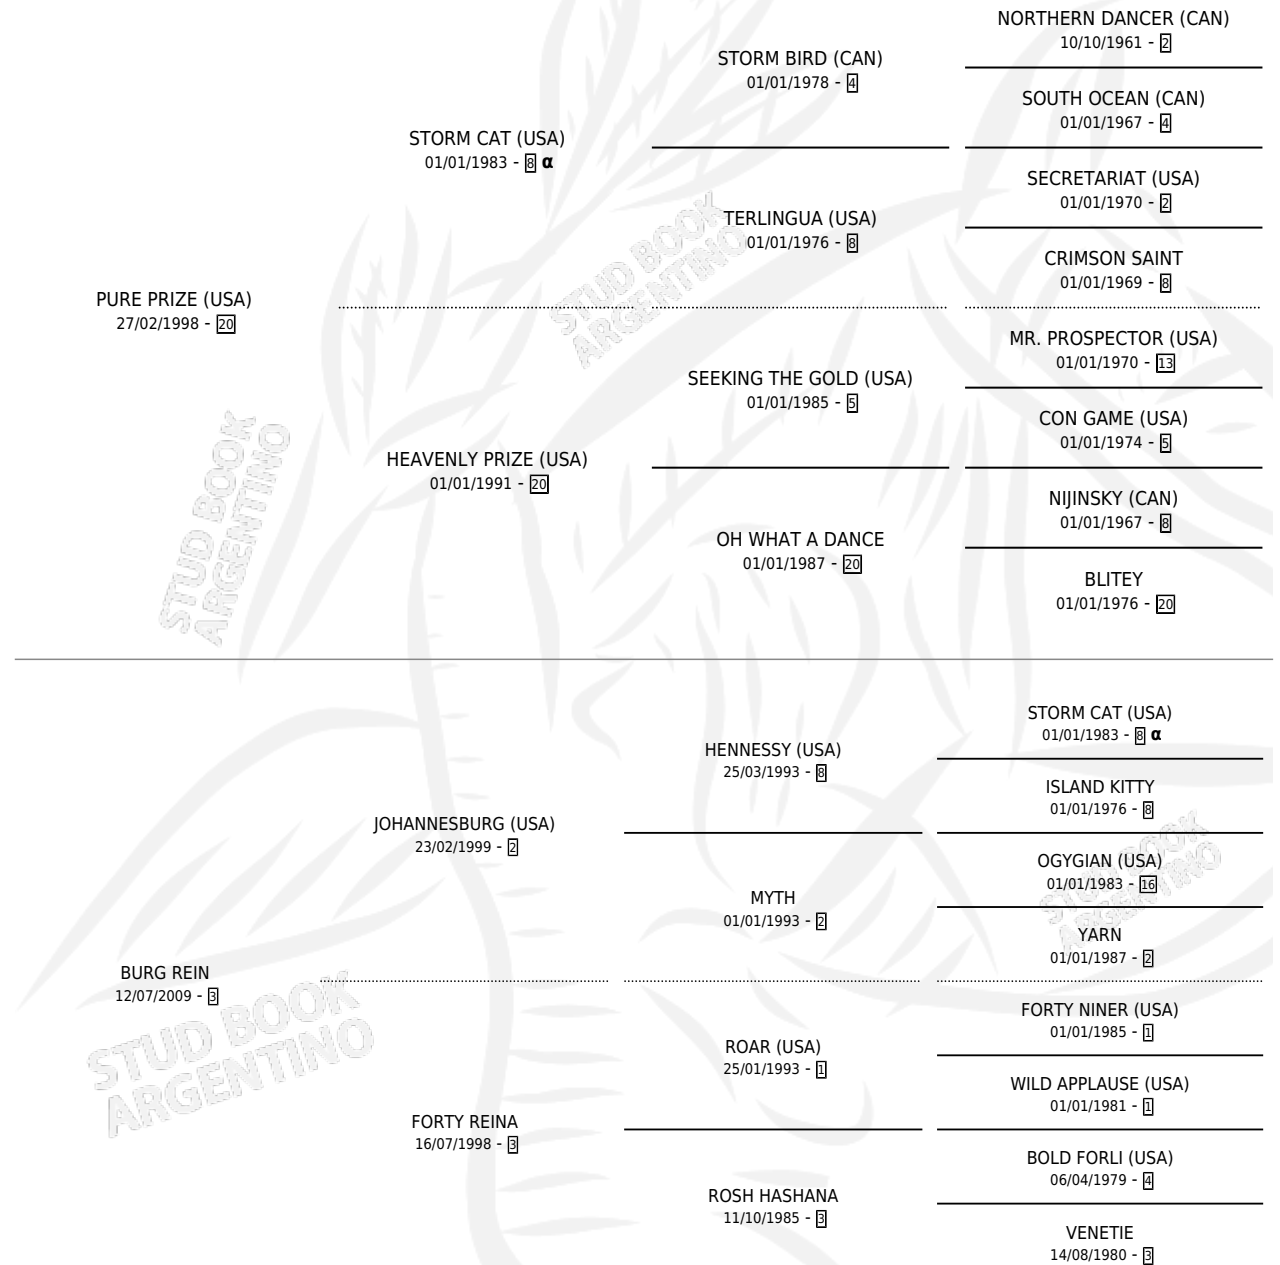 NORTHERN DANCER (CAN)
10/10/1961 - 2
STORM BIRD (CAN)
01/01/1978 - 4
SOUTH OCEAN (CAN)
01/01/1967 - 4
STORM CAT (USA)
01/01/1983 - 8 α
SECRETARIAT (USA)
01/01/1970 - 2
TERLINGUA (USA)
01/01/1976 - 8
CRIMSON SAINT
01/01/1969 - 8
PURE PRIZE (USA)
27/02/1998 - 20
MR. PROSPECTOR (USA)
01/01/1970 - 13
SEEKING THE GOLD (USA)
01/01/1985 - 5
CON GAME (USA)
01/01/1974 - 5
HEAVENLY PRIZE (USA)
01/01/1991 - 20
NIJINSKY (CAN)
01/01/1967 - 8
OH WHAT A DANCE
01/01/1987 - 20
BLITEY
01/01/1976 - 20
STORM CAT (USA)
01/01/1983 - 8 α
HENNESSY (USA)
25/03/1993 - 8
ISLAND KITTY
01/01/1976 - 8
JOHANNESBURG (USA)
23/02/1999 - 2
OGYGIAN (USA)
01/01/1983 - 16
MYTH
01/01/1993 - 2
YARN
01/01/1987 - 2
BURG REIN
12/07/2009 - 3
FORTY NINER (USA)
01/01/1985 - 1
ROAR (USA)
25/01/1993 - 1
WILD APPLAUSE (USA)
01/01/1981 - 1
FORTY REINA
16/07/1998 - 3
BOLD FORLI (USA)
06/04/1979 - 4
ROSH HASHANA
11/10/1985 - 3
VENETIE
14/08/1980 - 3
STUD BOOK
ARGENTINO
STUD BOOK
ARGENTINO
STUD BOOK
ARGENTINO
STUD BOOK
ARGENTINO